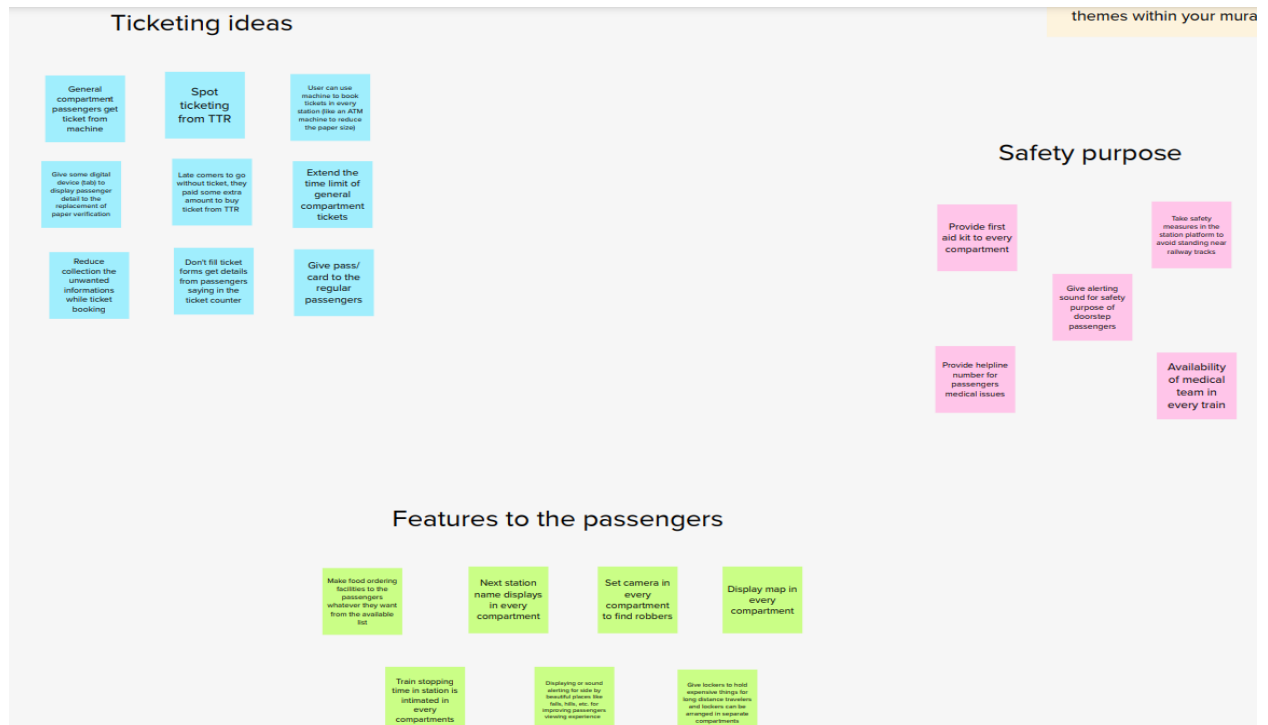 themes within your mura
Ticketing ideas
General
compartment
passengers get
ticket from
machine
Spot
ticketing
from TTR
User can use
machine to book
tickets in every
station (like an ATM
machine to reduce
the paper size)
Give some digital
device (tab) to
display passenger
detail to the
replacement of
paper verification
Late comers to go
without ticket, they
paid some extra
amount to buy
ticket from TTR
Extend the
time limit of
general
compartment
tickets
Reduce
collection the
unwanted
informations
while ticket
booking
Don't fill ticket
forms get details
from passengers
saying in the
ticket counter
Give pass/
card to the
regular
passengers
Safety purpose
Provide first
aid kit to every
compartment
Take safety
measures in the
station platform to
avoid standing near
railway tracks
Give alerting
sound for safety
purpose of
doorstep
passengers
Provide helpline
number for
passengers
medical issues
Availability
of medical
team in
every train
Features to the passengers
Make food ordering
facilities to the
passengers
whatever they want
from the available
list
Next station
name displays
in every
compartment
Set camera in
every
compartment
to find robbers
Display map in
every
compartment
Train stopping
time in station is
intimated in
every
compartments
Displaying or sound
alerting for side by
beautiful places like
falls, hills, etc. for
improving passengers
viewing experience
Give lockers to hold
expensive things for
long distance travelers
and lockers can be
arranged in separate
compartments